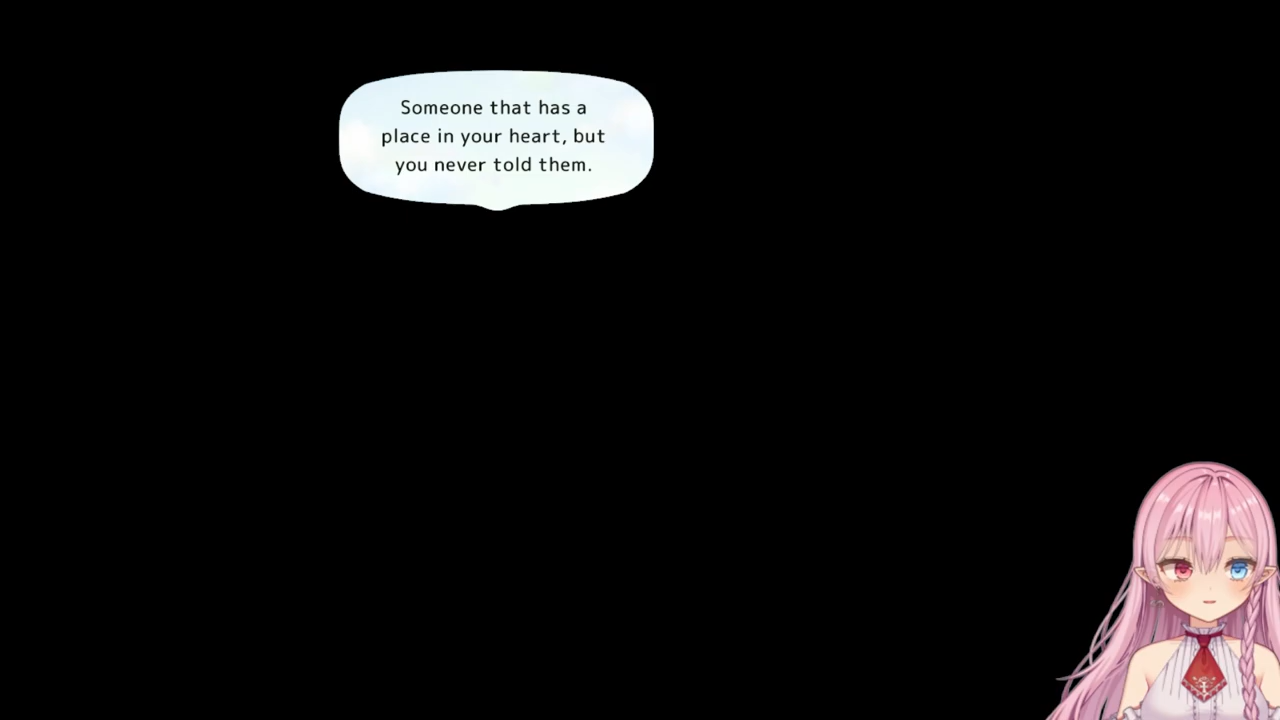 Someone that has a
place in your heart, but
you never told them.